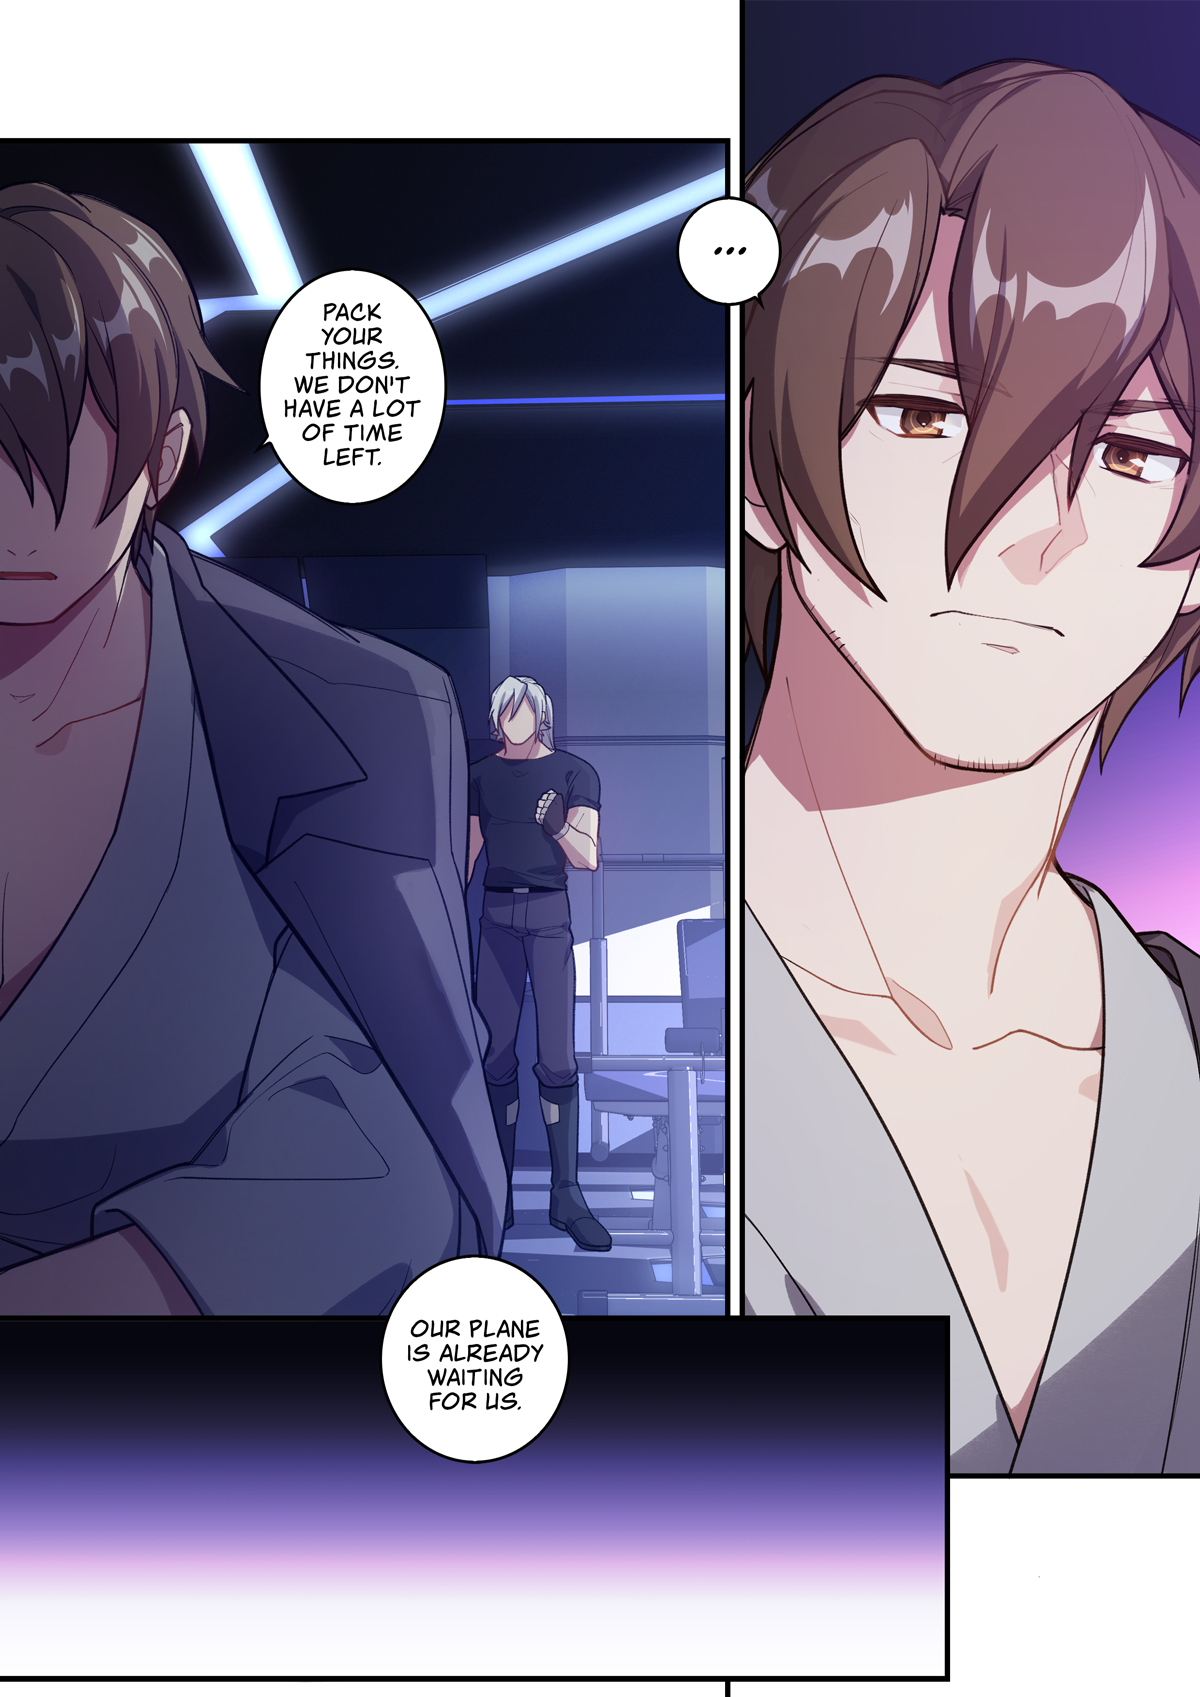 ...
PACK
YOUR
THINGS.
WE DON'T
HAVE A LOT
OF TIME
LEFT.
OUR PLANE
IS ALREADY
WAITING
FOR US.